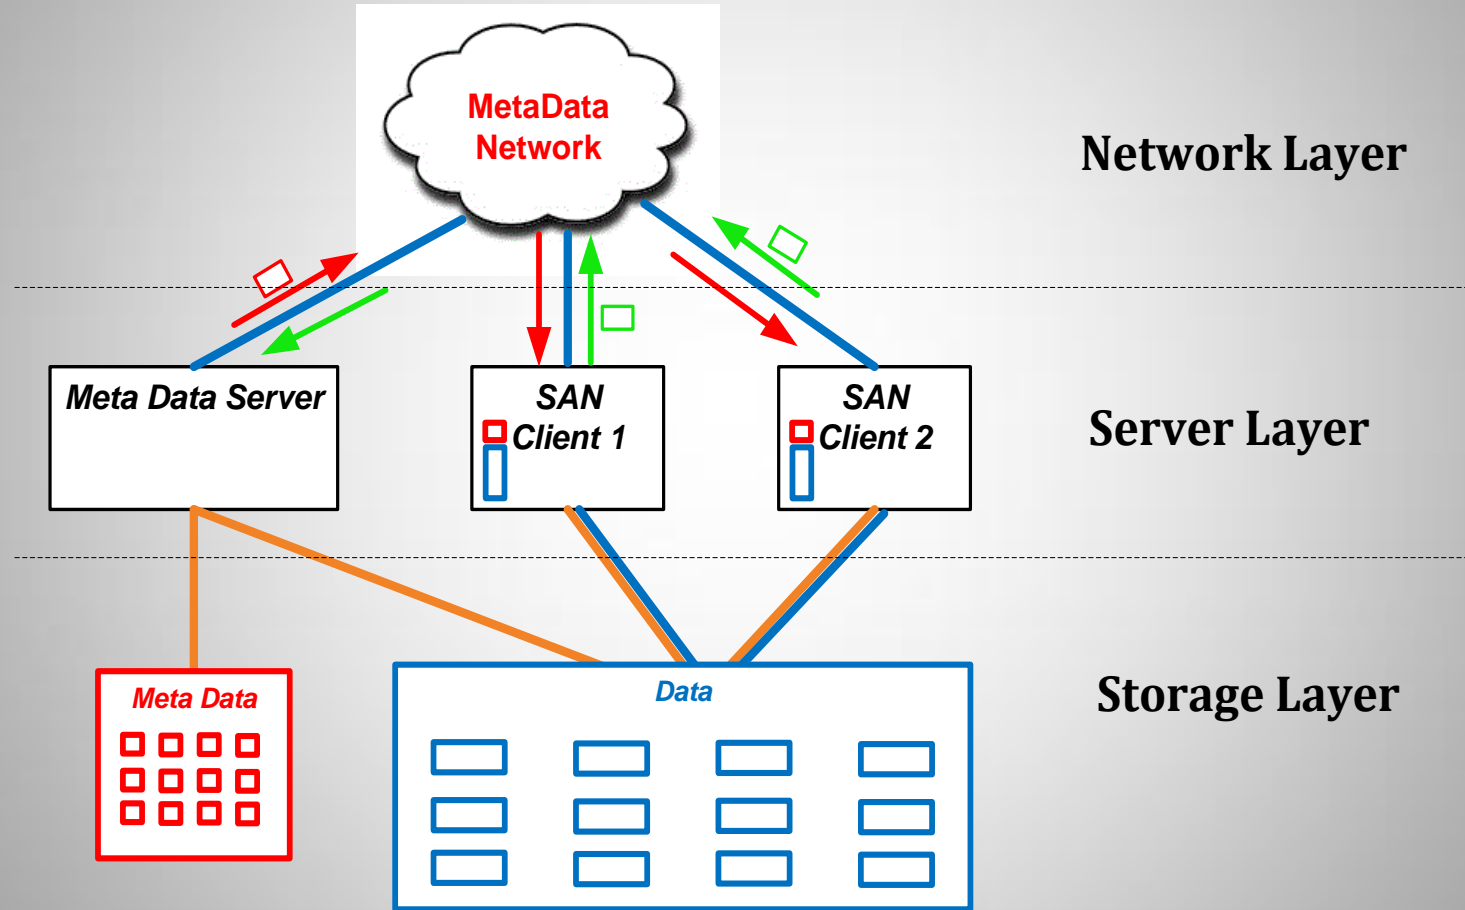 MetaData
Network
Network Layer
Meta Data Server
SAN
Client 1
SAN
Client 2
Server Layer
Meta Data
Data
Storage Layer